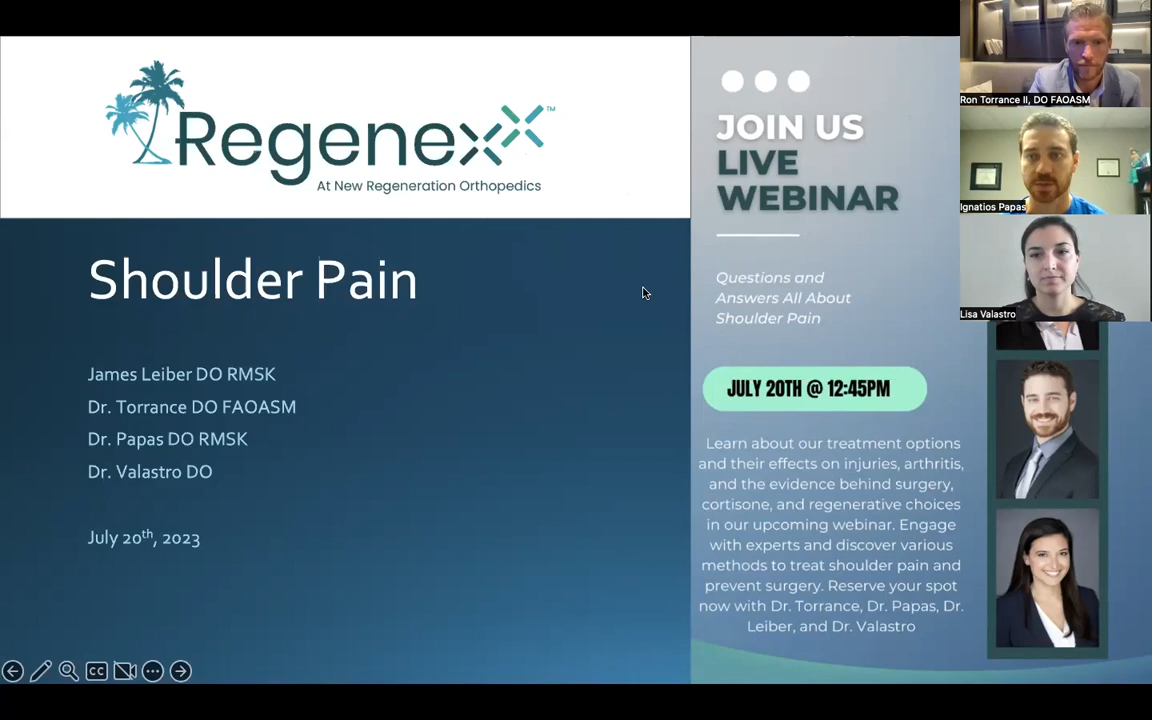 Regenexx™
At New Regeneration Orthopedics
Shoulder Pain
James Leiber DO RMSK
Dr. Torrance DO FAOASM
Dr. Papas DO RMSK
Dr. Valastro DO
July 20th, 2023
CC
JOIN US
LIVE
WEBINAR
Questions and
Answers All About
Shoulder Pain
JULY 20TH @ 12:45PM
Learn about our treatment options
and their effects on injuries, arthritis,
and the evidence behind surgery,
cortisone, and regenerative choices
in our upcoming webinar. Engage
with experts and discover various
methods to treat shoulder pain and
prevent surgery. Reserve your spot
now with Dr. Torrance, Dr. Papas, Dr.
Leiber, and Dr. Valastro
Ron Torrance II, DO FAOASM
Ignatios Papas
Lisa Valastro